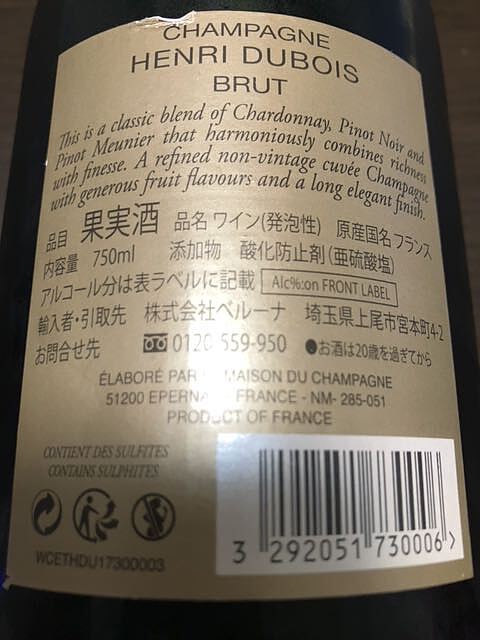 CHAMPAGNE
HENRI DUBOIS
BRUT
This is a classic blend of Chardonnay, Pinot Noir and
Pinot Meunier that harmoniously combines richness
with finesse. A refined non-vintage cuvée Champagne
with generous fruit flavours and a long elegant finish.
品目 果実酒 品名 ワイン(発泡性) 原産国名 フランス
内容量 750ml 添加物 酸化防止剤(亜硫酸塩)
アルコール分は表ラベルに記載 Alc%:on FRONT LABEL
輸入者・引取先 株式会社ベルーナ 埼玉県上尾市宮本町4-2
お問合せ先 0120-559-950 ●お酒は20歳を過ぎてから
ÉLABORÉ PAR MAISON DU CHAMPAGNE
51200 EPERNAY FRANCE - NM- 285-051
PRODUCT OF FRANCE
CONTIENT DES SULFITES
CONTAINS SULPHITES
WCETHDU17300003
3 292051 730006 >